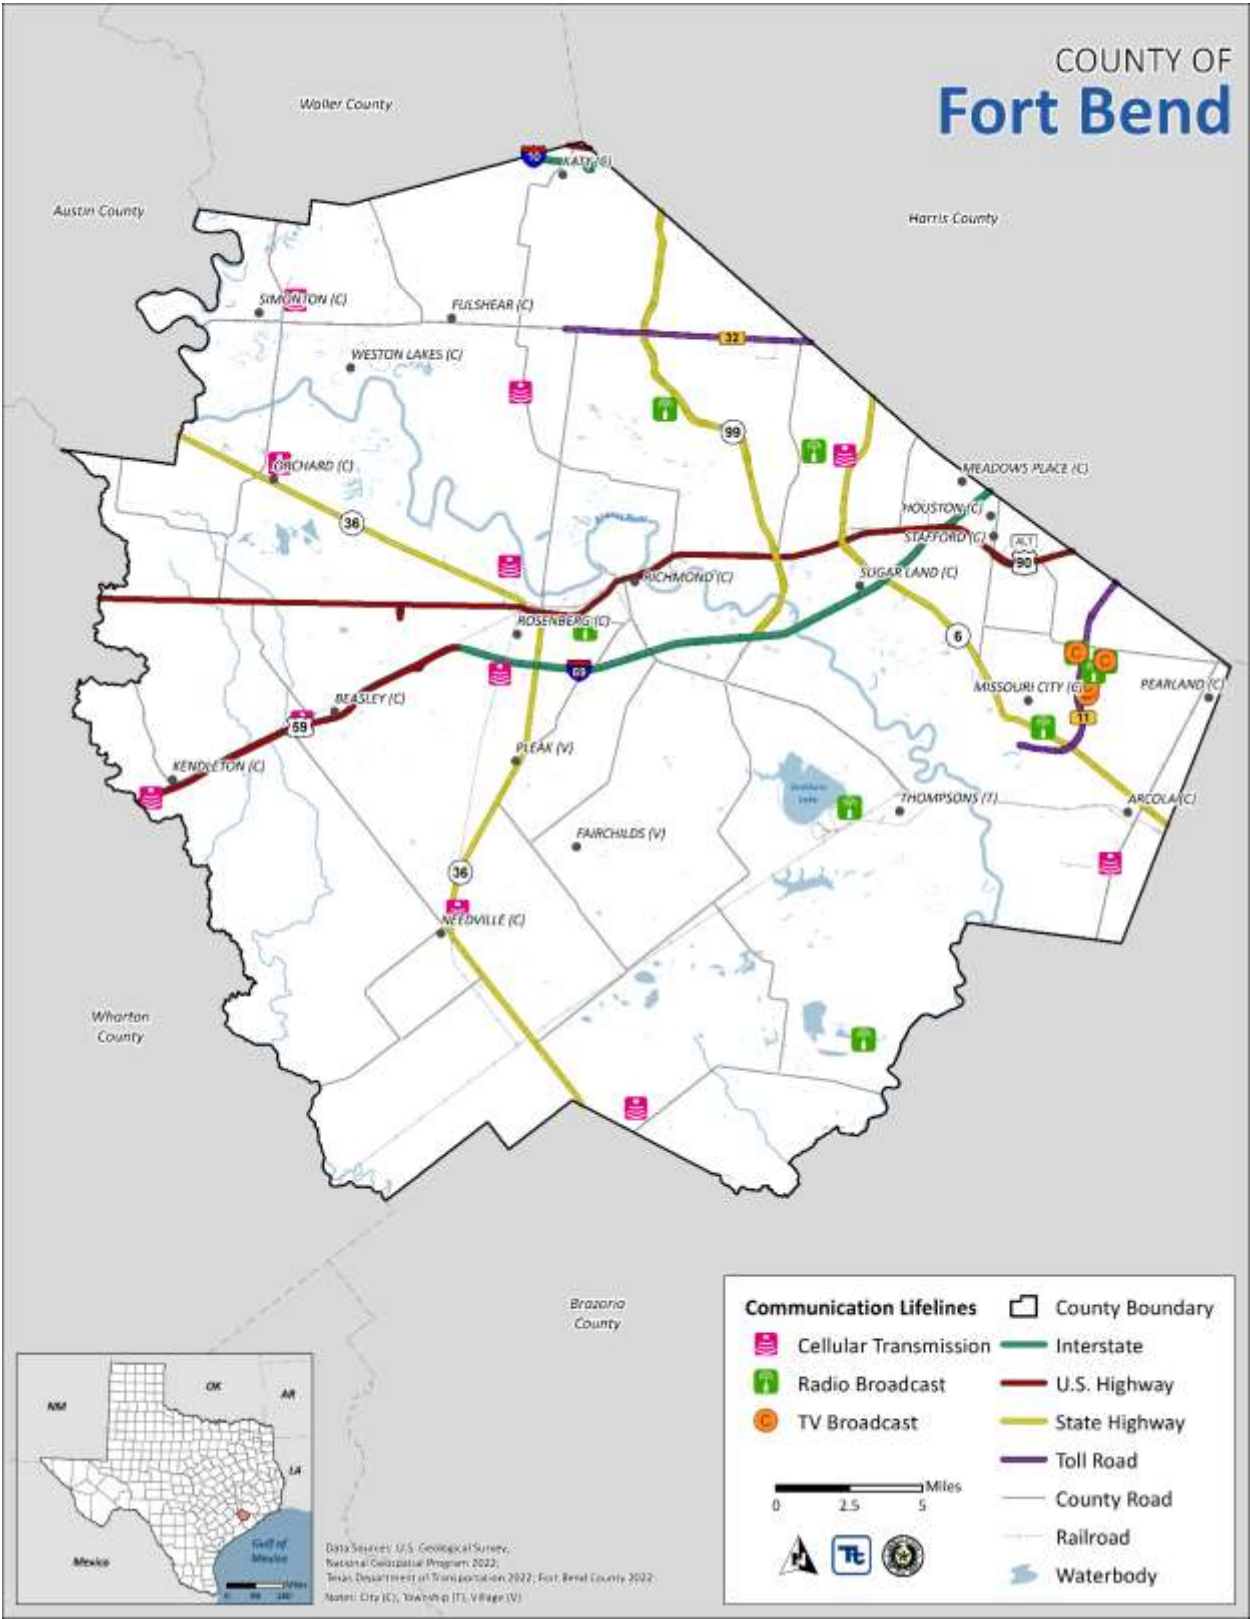 COUNTY OF
Fort Bend
Waller County
Austin County
Harris County
10
KATY (C)
SIMONTON (C)
FULSHEAR (C)
32
WESTON LAKES (C)
99
ORCHARD (C)
MEADOWS PLACE (C)
36
HOUSTON (C)
STAFFORD (C)
ALT
90
RICHMOND (C)
SUGAR LAND (C)
ROSENBERG (C)
6
69
MISSOURI CITY (C)
PEARLAND (C)
BEASLEY (C)
59
11
PLEAK (V)
KENDLETON (C)
Smithers
Lake
THOMPSONS (T)
ARCOLA (C)
FAIRCHILDS (V)
36
NEEDVILLE (C)
Wharton
County
Brazoria
County
Communication Lifelines
Cellular Transmission
Radio Broadcast
C TV Broadcast
County Boundary
Interstate
U.S. Highway
State Highway
Toll Road
County Road
Railroad
Waterbody
Miles
0 2.5 5
N
NM
OK
AR
LA
Mexico
Gulf of
Mexico
Miles
Data Sources: U.S. Geological Survey,
National Geospatial Program 2022;
Texas Department of Transportation 2022; Fort Bend County 2022
Notes: City (C), Township (T), Village (V)